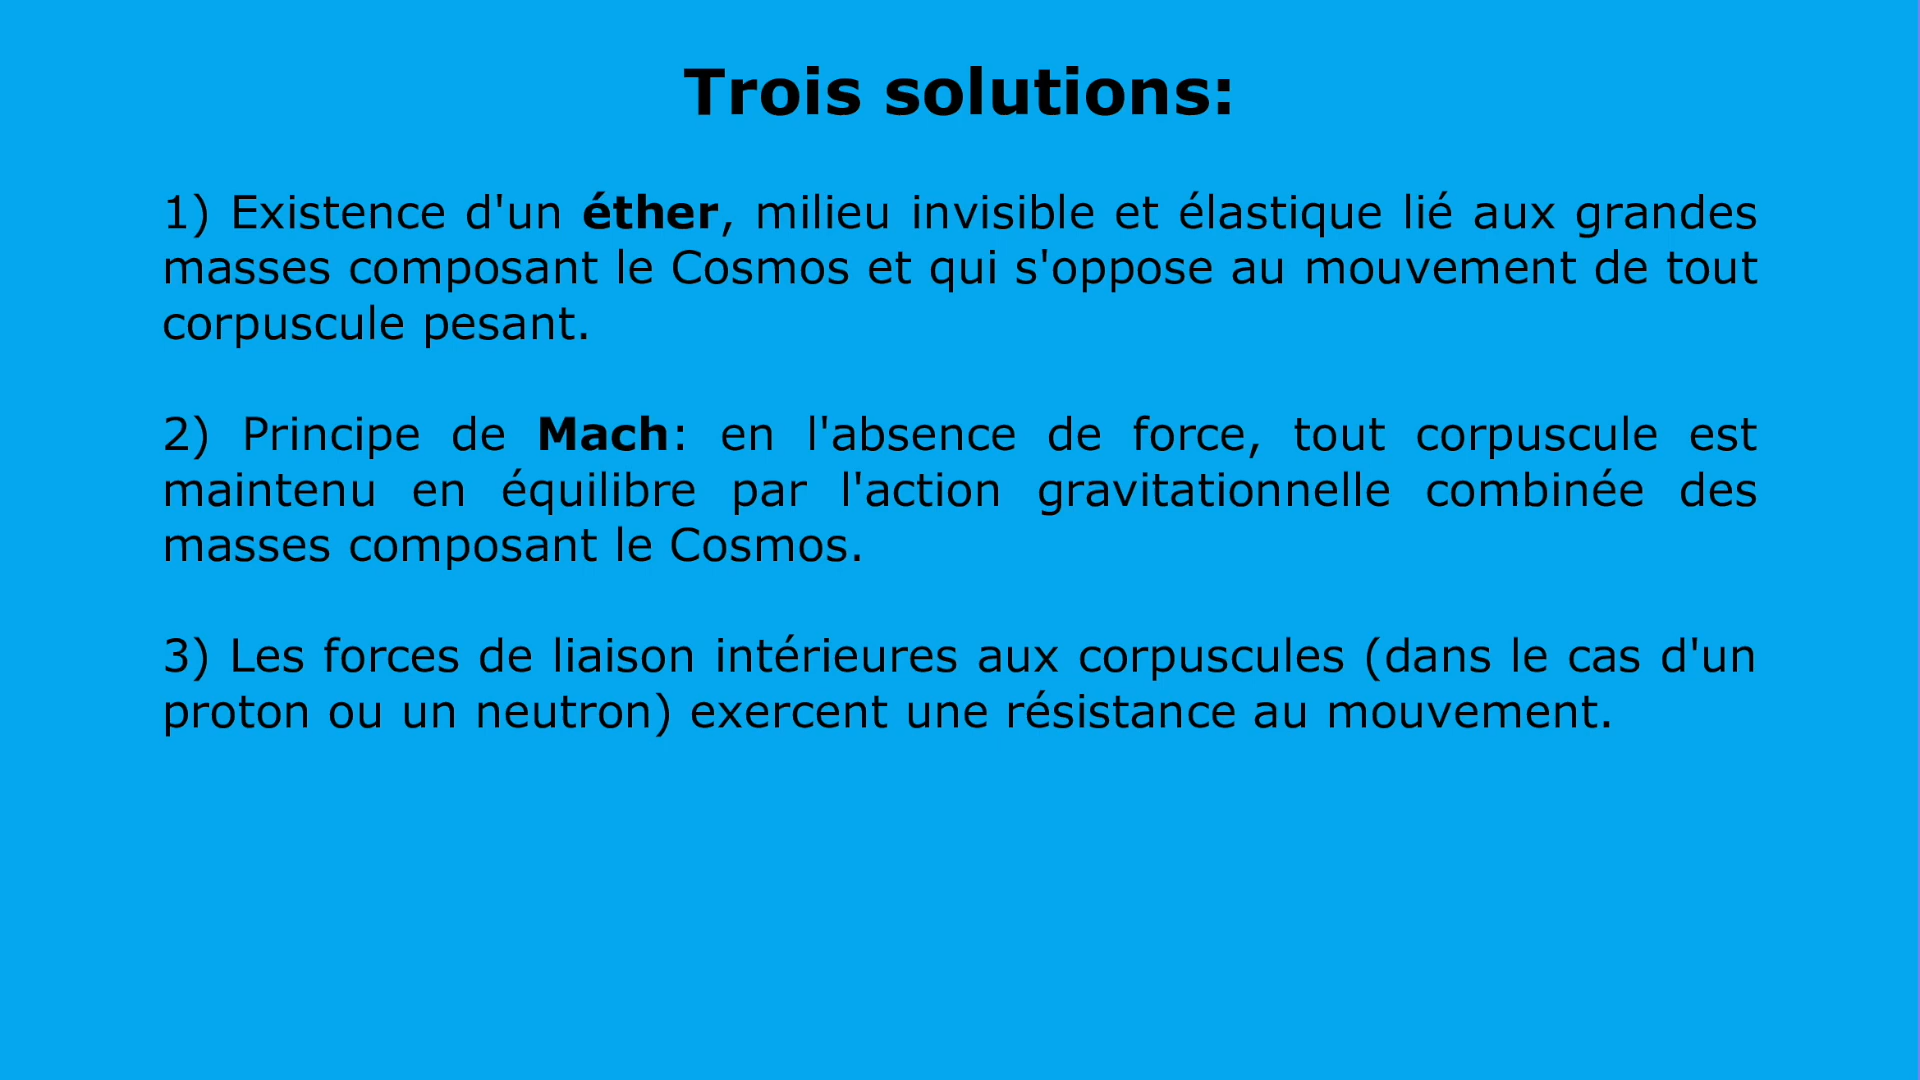 Trois solutions:
1) Existence d'un éther, milieu invisible et élastique lié aux grandes
masses composant le Cosmos et qui s'oppose au mouvement de tout
corpuscule pesant.
2) Principe de Mach: en l'absence de force, tout corpuscule est
maintenu en équilibre par l'action gravitationnelle combinée des
masses composant le Cosmos.
3) Les forces de liaison intérieures aux corpuscules (dans le cas d'un
proton ou un neutron) exercent une résistance au mouvement.